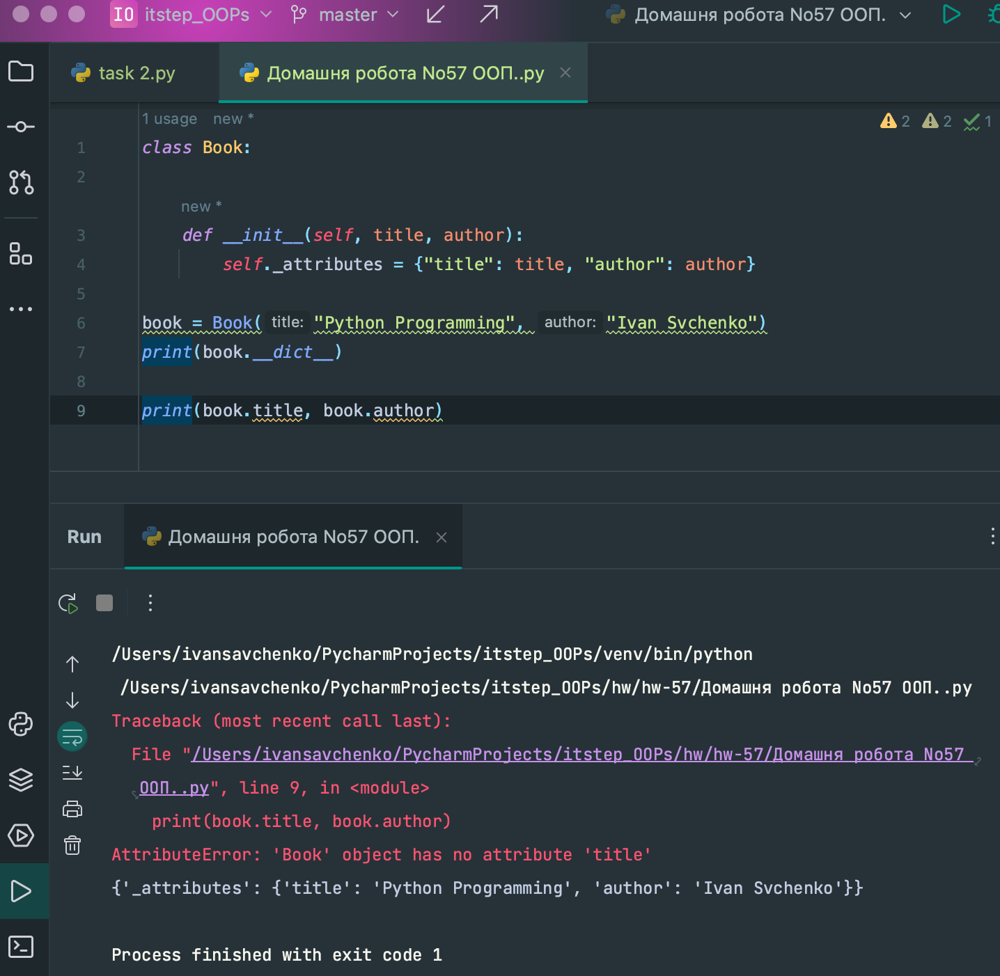 IO itstep_OOPs master Домашня робота No57 ООП.
task 2.py Домашня робота No57 ООП..py
1 usage new *
2 2 1
1 class Book:
2
new *
3 def __init__(self, title, author):
4 self._attributes = {"title": title, "author": author}
5
6 book = Book( title: "Python Programming", author: "Ivan Svchenko")
7 print(book.__dict__)
8
9 print(book.title, book.author)
Run Домашня робота No57 ООП.
/Users/ivansavchenko/PycharmProjects/itstep_OOPs/venv/bin/python
/Users/ivansavchenko/PycharmProjects/itstep_OOPs/hw/hw-57/Домашня робота No57 ООП..py
Traceback (most recent call last):
File "/Users/ivansavchenko/PycharmProjects/itstep_OOPs/hw/hw-57/Домашня робота No57
ООП..py", line 9, in <module>
print(book.title, book.author)
AttributeError: 'Book' object has no attribute 'title'
{'_attributes': {'title': 'Python Programming', 'author': 'Ivan Svchenko'}}
Process finished with exit code 1